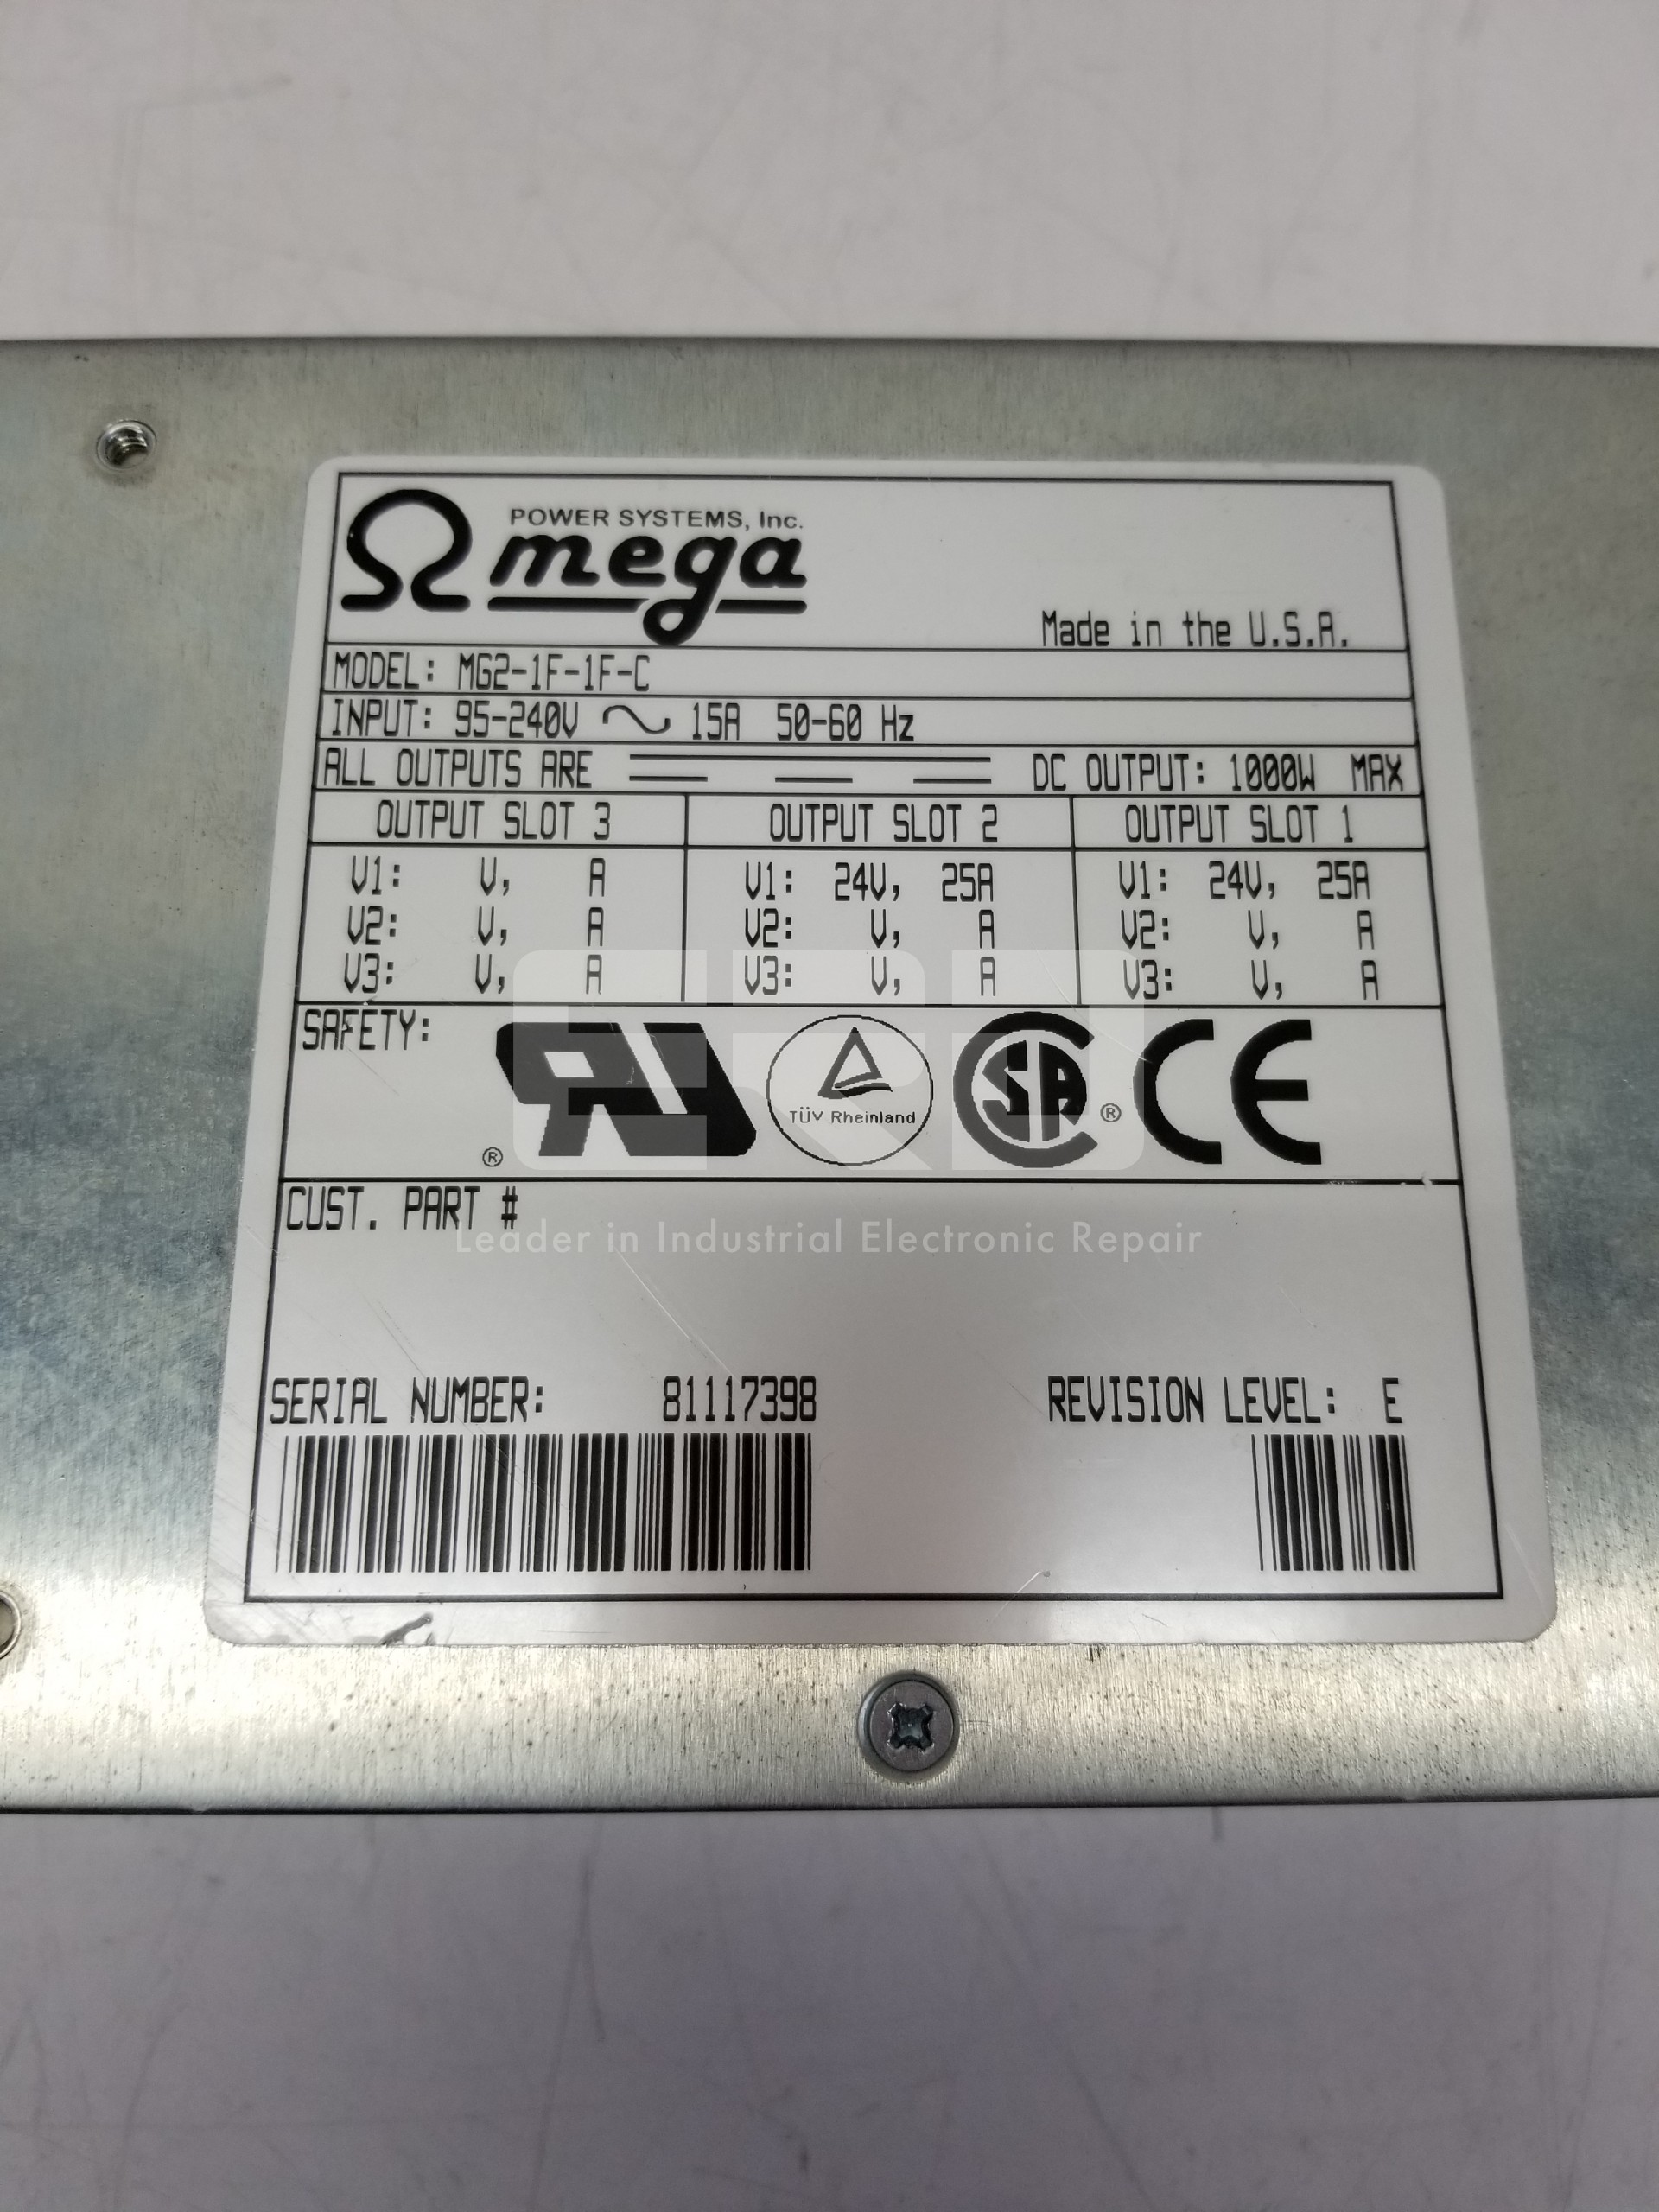 POWER SYSTEMS, Inc.
Ωmega
Made in the U.S.A.
MODEL: MG2-1F-1F-C
INPUT: 95-240V ~ 15A 50-60 Hz
ALL OUTPUTS ARE DC OUTPUT: 1000W MAX
OUTPUT SLOT 3 OUTPUT SLOT 2 OUTPUT SLOT 1
V1: V, A V1: 24V, 25A V1: 24V, 25A
V2: V, A V2: V, A V2: V, A
V3: V, A V3: V, A V3: V, A
SAFETY:
RU ® TÜV Rheinland SA ® CE
CUST. PART #
ERD
Leader in Industrial Electronic Repair
SERIAL NUMBER: 81117398 REVISION LEVEL: E